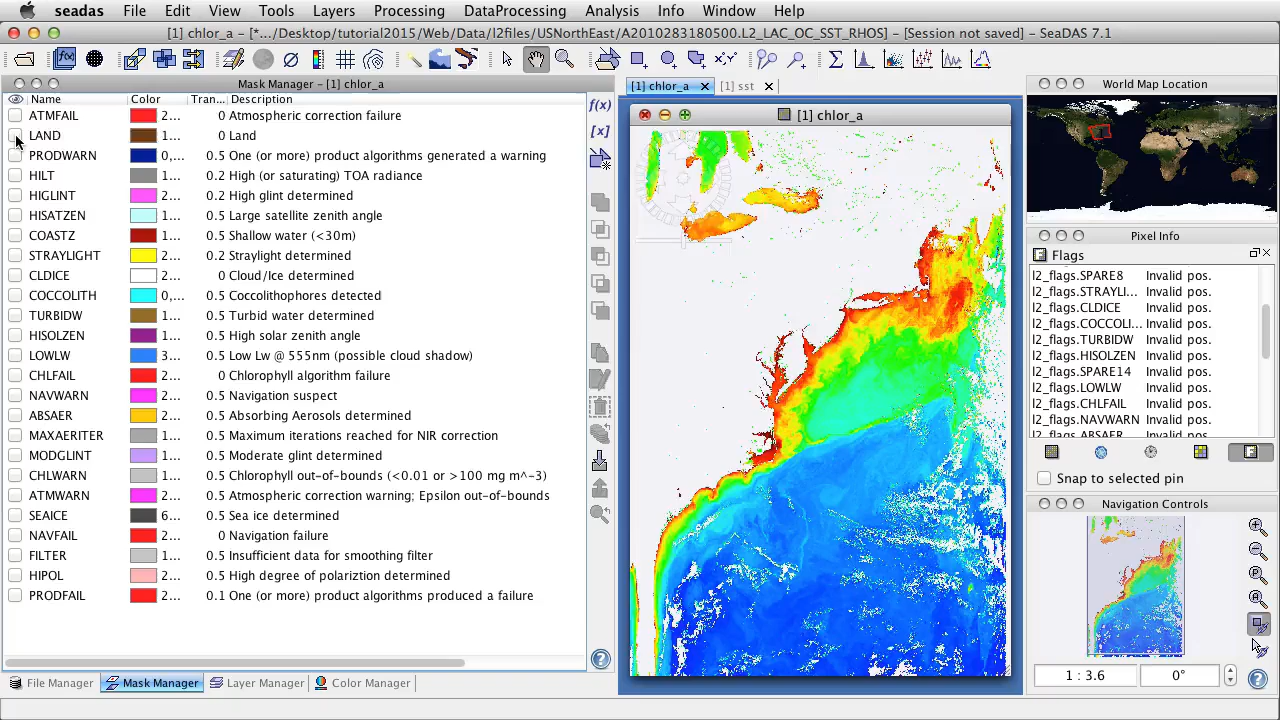 seadas File Edit View Tools Layers Processing DataProcessing Analysis Info Window Help
[1] chlor_a - [*.../Desktop/tutorial2015/Web/Data/l2files/USNorthEast/A2010283180500.L2_LAC_OC_SST_RHOS] - [Session not saved] - SeaDAS 7.1
Mask Manager - [1] chlor_a
Name Color Tran... Description
ATMFAIL 2... 0 Atmospheric correction failure
LAND 1... 0 Land
PRODWARN 0,... 0.5 One (or more) product algorithms generated a warning
HILT 1... 0.2 High (or saturating) TOA radiance
HIGLINT 2... 0.2 High glint determined
HISATZEN 1... 0.5 Large satellite zenith angle
COASTZ 1... 0.5 Shallow water (<30m)
STRAYLIGHT 2... 0.2 Straylight determined
CLDICE 2... 0 Cloud/Ice determined
COCCOLITH 0,... 0.5 Coccolithophores detected
TURBIDW 1... 0.5 Turbid water determined
HISOLZEN 1... 0.5 High solar zenith angle
LOWLW 3... 0.5 Low Lw @ 555nm (possible cloud shadow)
CHLFAIL 2... 0 Chlorophyll algorithm failure
NAVWARN 2... 0.5 Navigation suspect
ABSAER 2... 0.5 Absorbing Aerosols determined
MAXAERITER 1... 0.5 Maximum iterations reached for NIR correction
MODGLINT 1... 0.5 Moderate glint determined
CHLWARN 1... 0.5 Chlorophyll out-of-bounds (<0.01 or >100 mg m^-3)
ATMWARN 2... 0.5 Atmospheric correction warning; Epsilon out-of-bounds
SEAICE 6... 0.5 Sea ice determined
NAVFAIL 2... 0 Navigation failure
FILTER 1... 0.5 Insufficient data for smoothing filter
HIPOL 2... 0.5 High degree of polariztion determined
PRODFAIL 2... 0.1 One (or more) product algorithms produced a failure
f(x)
[x]
File Manager Mask Manager Layer Manager Color Manager
[1] chlor_a [1] sst
[1] chlor_a
World Map Location
Pixel Info
Flags
l2_flags.SPARE8 Invalid pos.
l2_flags.STRAYLI... Invalid pos.
l2_flags.CLDICE Invalid pos.
l2_flags.COCCOLI... Invalid pos.
l2_flags.TURBIDW Invalid pos.
l2_flags.HISOLZEN Invalid pos.
l2_flags.SPARE14 Invalid pos.
l2_flags.LOWLW Invalid pos.
l2_flags.CHLFAIL Invalid pos.
l2_flags.NAVWARN Invalid pos.
l2_flags.ABSAER Invalid pos.
Snap to selected pin
Navigation Controls
1 : 3.6 0°